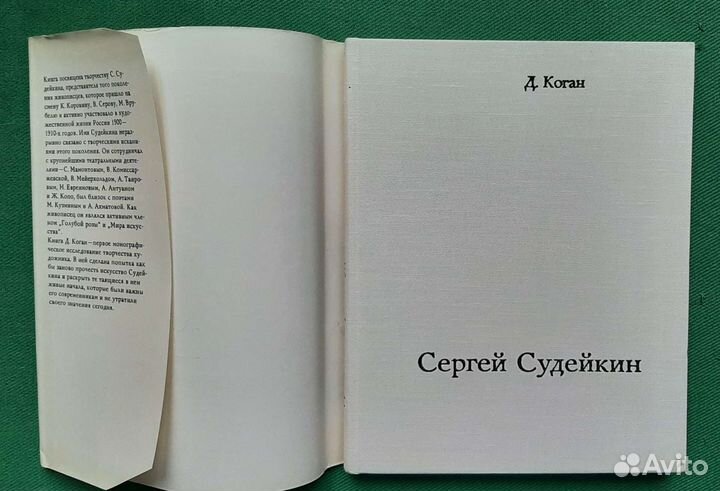 Книга посвящена творчеству С. Су-
дейкина, представителя того поколе-
ния живописцев, которое пришло на
смену К. Коровину, В. Серову, М. Вру-
белю и активно участвовало в худо-
жественной жизни России 1900—
1910-х годов. Имя Судейкина нераз-
рывно связано с творческими искани-
ями этого поколения. Он сотрудничал
с крупнейшими театральными деяте-
лями—С. Мамонтовым, В. Комиссар-
жевской, В. Мейерхольдом, А. Таиро-
вым, Н. Евреиновым, А. Антуаном
и Ж. Копо, был близок с поэтами
М. Кузминым и А. Ахматовой. Как
живописец он являлся активным чле-
ном „Голубой розы" и „Мира искус-
ства".
Книга Д. Коган—первое монографи-
ческое исследование творчества ху-
дожника. В ней сделана попытка как
бы заново прочесть искусство Судей-
кина и раскрыть те таящиеся в нем
живые начала, которые были важны
его современникам и не утратили
своего значения сегодня.
Д. Коган
Сергей Судейкин
Avito